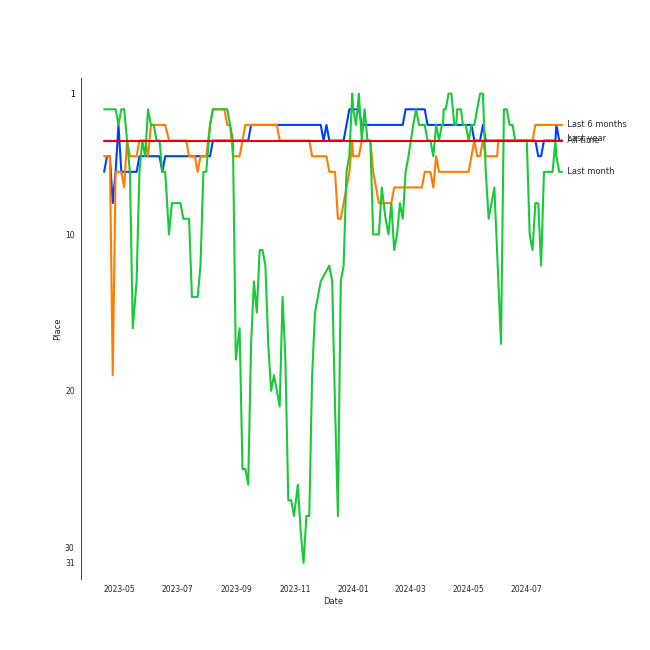 1
10
20
30
31
Place
2023-05
2023-07
2023-09
2023-11
2024-01
2024-03
2024-05
2024-07
Date
Last 6 months
Last year
All time
Last month